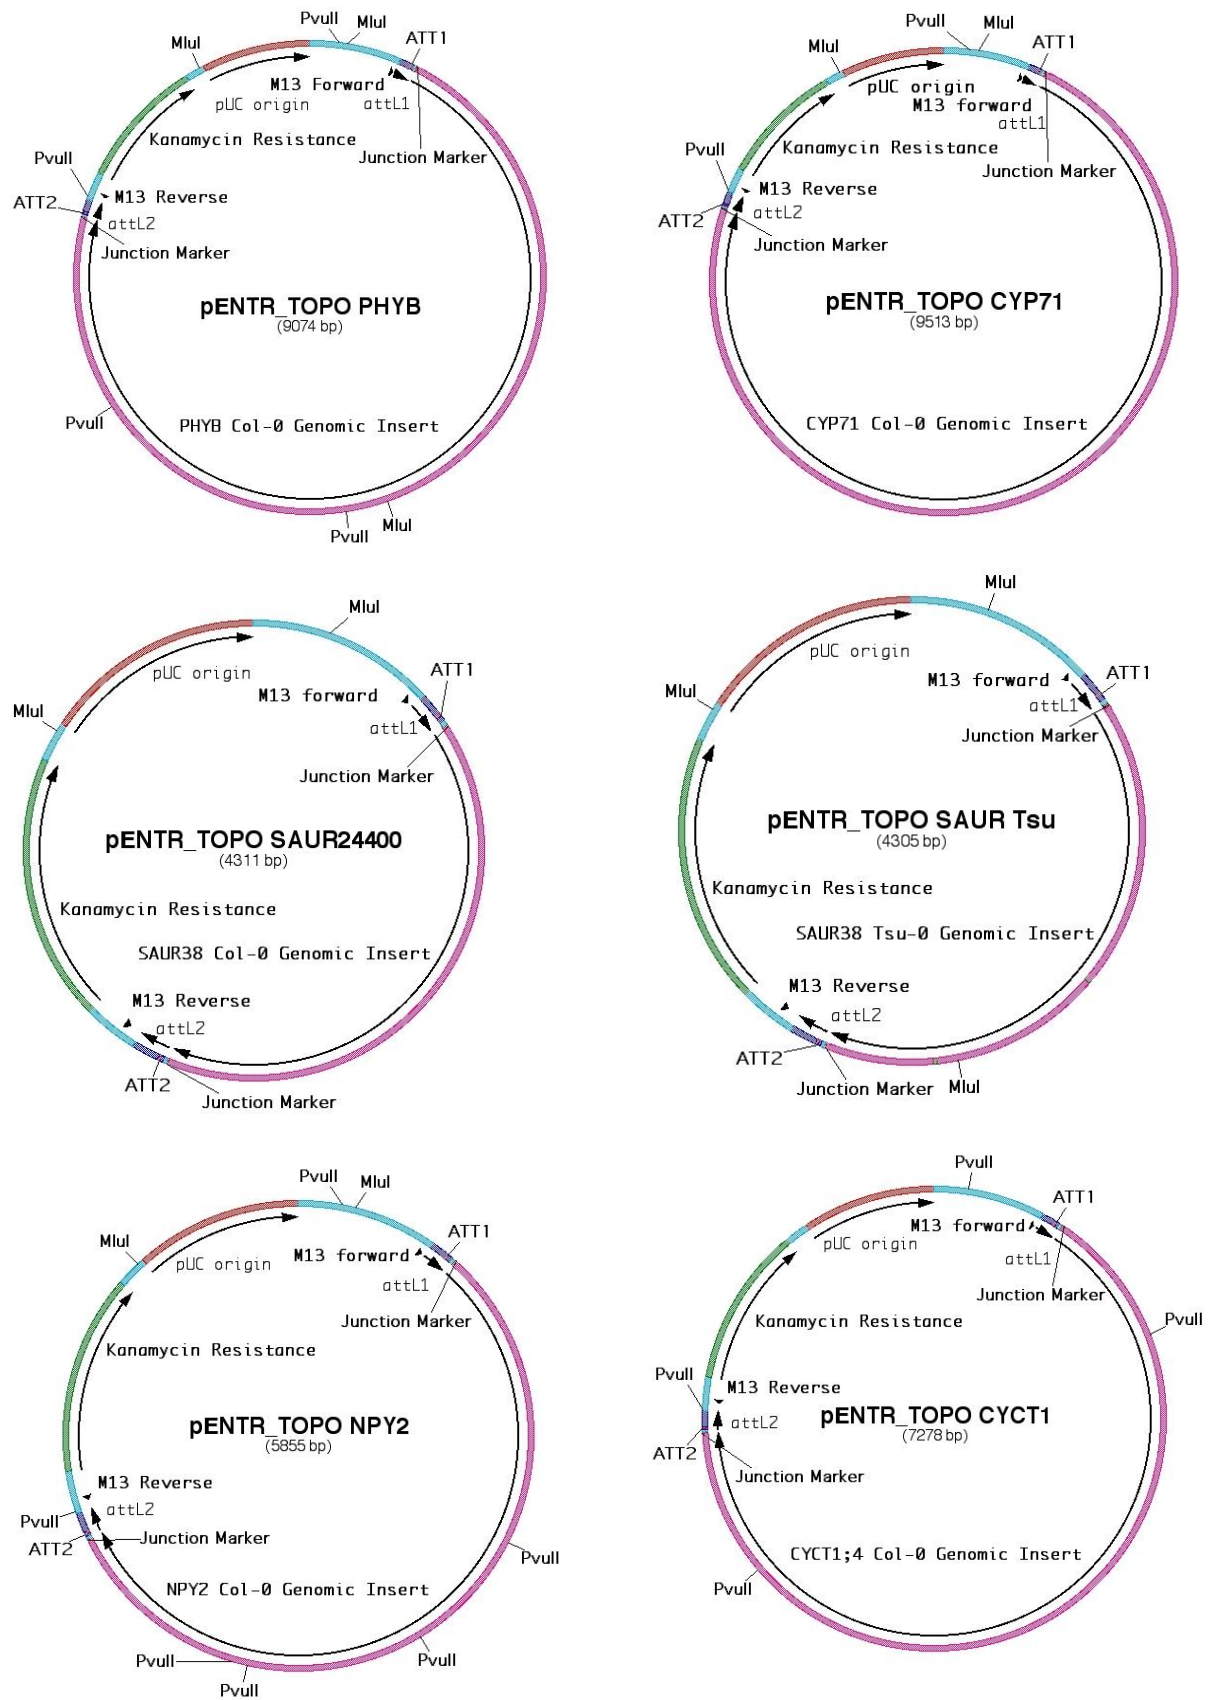 PvuII
MluI
MluI
ATT1
M13 Forward
pUC origin
attL1
Kanamycin Resistance
Junction Marker
PvuII
M13 Reverse
ATT2
attL2
Junction Marker
pENTR_TOPO PHYB
(9074 bp)
PvuII
PHYB Col-0 Genomic Insert
MluI
PvuII
PvuII
MluI
MluI
ATT1
pUC origin
M13 forward
attL1
Kanamycin Resistance
PvuII
Junction Marker
M13 Reverse
attL2
ATT2
Junction Marker
pENTR_TOPO CYP71
(9513 bp)
CYP71 Col-0 Genomic Insert
MluI
ATT1
pUC origin
M13 forward
MluI
attL1
Junction Marker
pENTR_TOPO SAUR24400
(4311 bp)
Kanamycin Resistance
SAUR38 Col-0 Genomic Insert
M13 Reverse
attL2
ATT2
Junction Marker
MluI
pUC origin
ATT1
M13 forward
MluI
attL1
Junction Marker
pENTR_TOPO SAUR Tsu
(4305 bp)
Kanamycin Resistance
SAUR38 Tsu-0 Genomic Insert
M13 Reverse
attL2
ATT2
Junction Marker
MluI
PvuII
MluI
ATT1
MluI
M13 forward
pUC origin
attL1
Junction Marker
Kanamycin Resistance
pENTR_TOPO NPY2
(5855 bp)
M13 Reverse
attL2
PvuII
Junction Marker
ATT2
PvuII
NPY2 Col-0 Genomic Insert
PvuII
PvuII
PvuII
PvuII
ATT1
M13 forward
pUC origin
attL1
Junction Marker
PvuII
Kanamycin Resistance
PvuII
M13 Reverse
pENTR_TOPO CYCT1
(7278 bp)
attL2
ATT2
Junction Marker
CYCT1;4 Col-0 Genomic Insert
PvuII